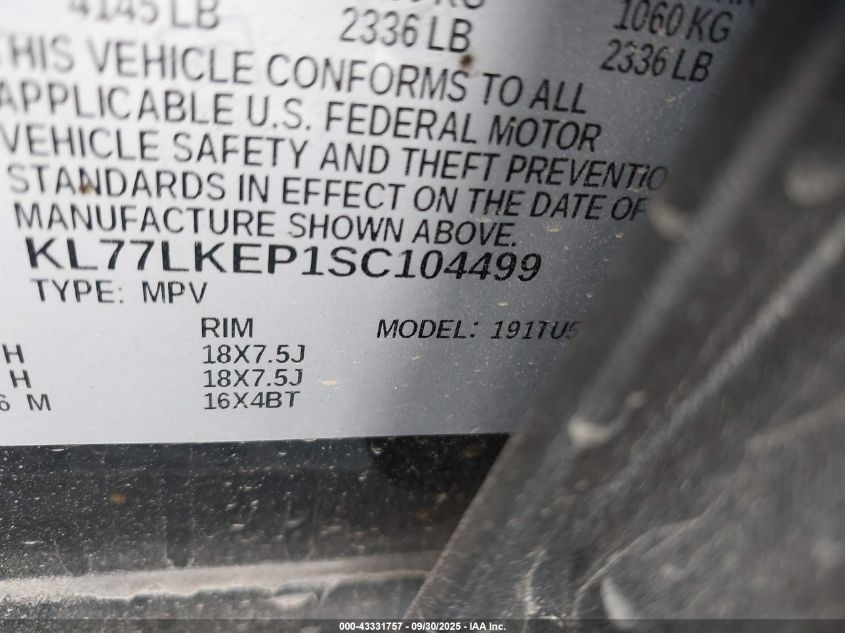 4145 LB
2336 LB
1060 KG
2336 LB
THIS VEHICLE CONFORMS TO ALL
APPLICABLE U.S. FEDERAL MOTOR
VEHICLE SAFETY AND THEFT PREVENTIO
STANDARDS IN EFFECT ON THE DATE OF
MANUFACTURE SHOWN ABOVE.
KL77LKEP1SC104499
TYPE: MPV
RIM
MODEL: 191TU5
H 18X7.5J
H 18X7.5J
6 M 16X4BT
000-43331757 - 09/30/2025 - IAA Inc.